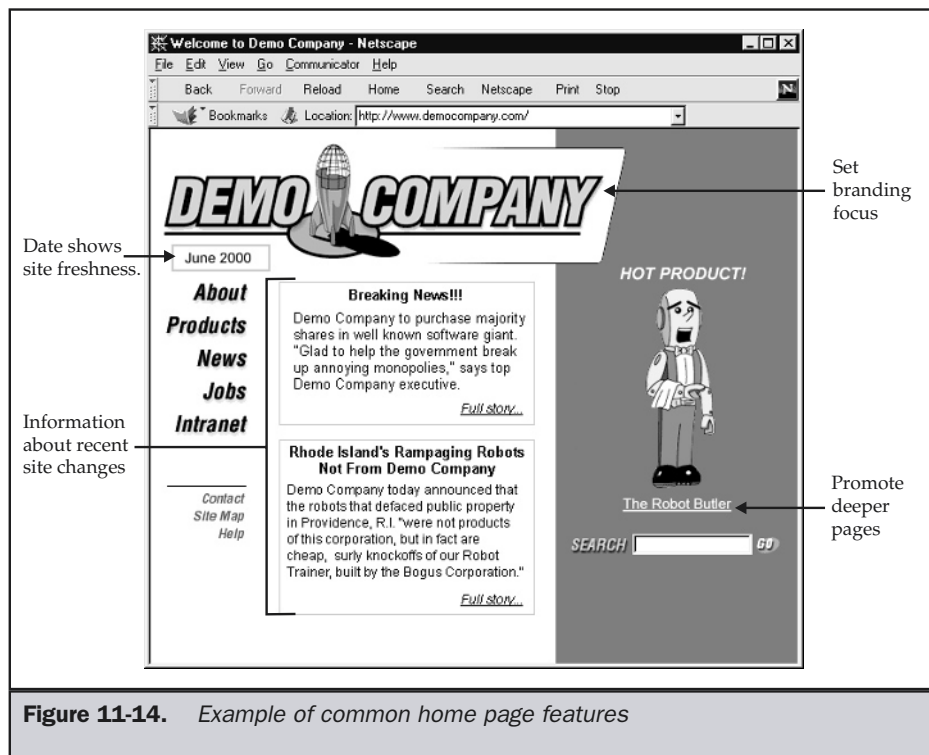 Welcome to Demo Company - Netscape
File Edit View Go Communicator Help
Back Forward Reload Home Search Netscape Print Stop
N
Bookmarks Location: http://www.democompany.com/
DEMO COMPANY
Set
branding
focus
Date shows
site freshness.
June 2000
About
Products
News
Jobs
Intranet
Contact
Site Map
Help
Information
about recent
site changes
Breaking News!!!
Demo Company to purchase majority
shares in well known software giant.
"Glad to help the government break
up annoying monopolies," says top
Demo Company executive.
Full story...
Rhode Island's Rampaging Robots
Not From Demo Company
Demo Company today announced that
the robots that defaced public property
in Providence, R.I. "were not products
of this corporation, but in fact are
cheap, surly knockoffs of our Robot
Trainer, built by the Bogus Corporation."
Full story...
HOT PRODUCT!
The Robot Butler
Promote
deeper
pages
SEARCH GO
Figure 11-14. Example of common home page features